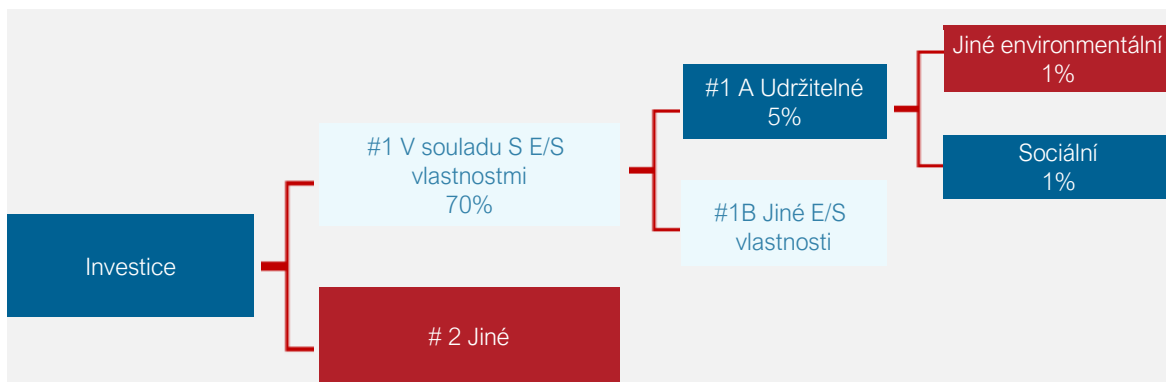 Jiné environmentální
1%
#1 A Udržitelné
5%
#1 V souladu S E/S
vlastnostmi
70%
Sociální
1%
#1B Jiné E/S
vlastnosti
Investice
# 2 Jiné